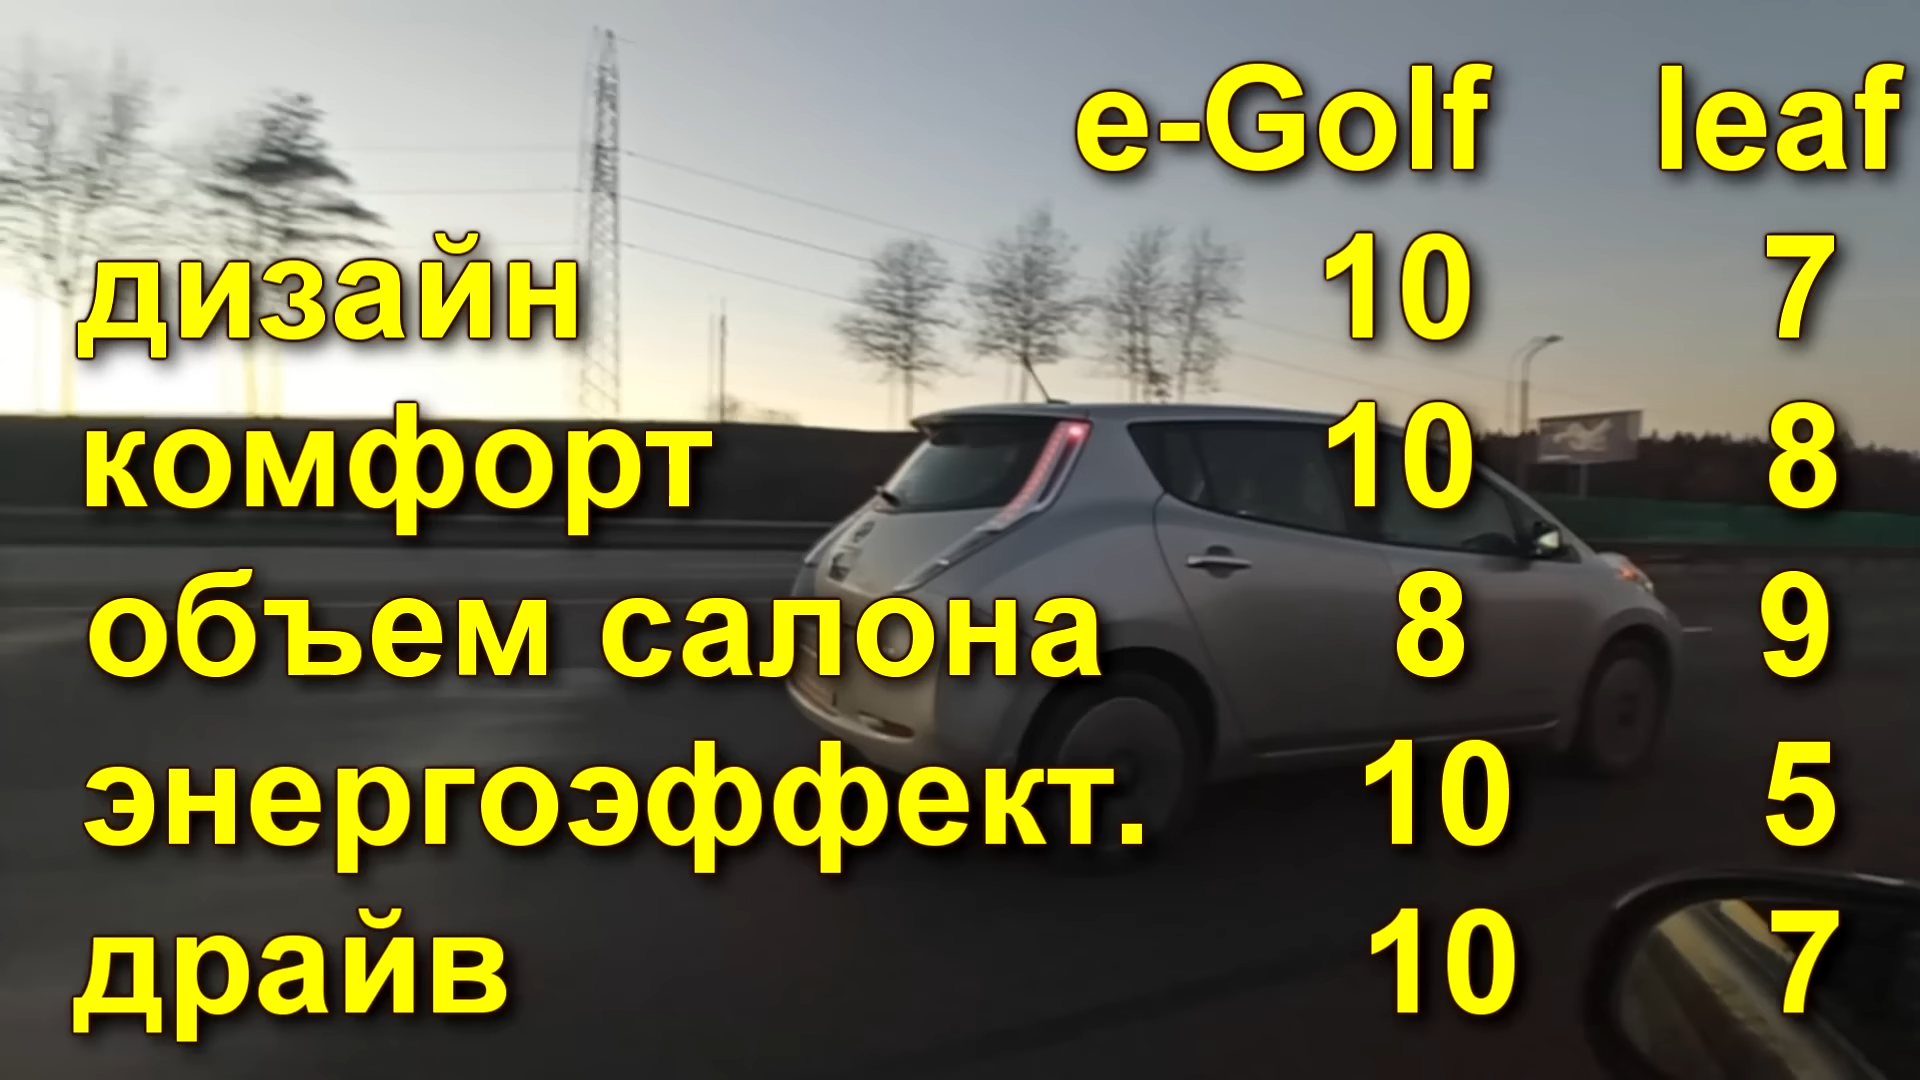 e-Golf leaf
дизайн 10 7
комфорт 10 8
объем салона 8 9
энергоэффект. 10 5
драйв 10 7